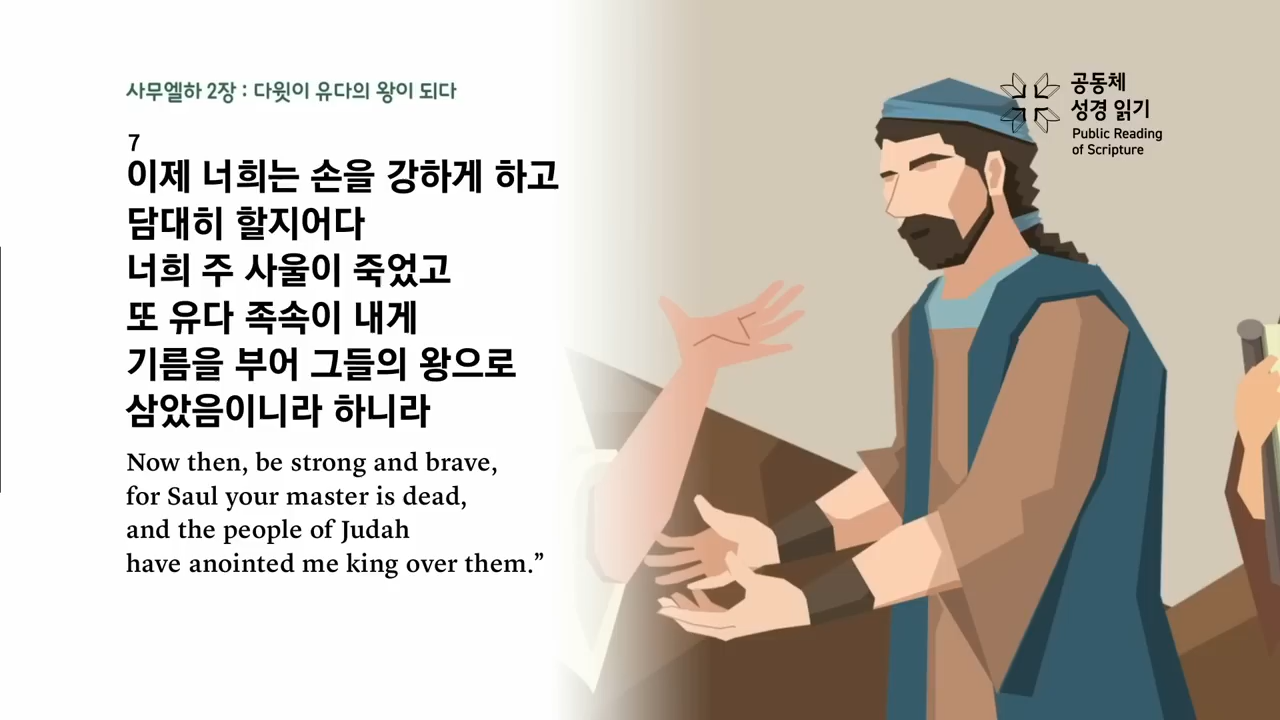 사무엘하 2장 : 다윗이 유다의 왕이 되다
7
이제 너희는 손을 강하게 하고
담대히 할지어다
너희 주 사울이 죽었고
또 유다 족속이 내게
기름을 부어 그들의 왕으로
삼았음이니라 하니라
Now then, be strong and brave,
for Saul your master is dead,
and the people of Judah
have anointed me king over them.”
공동체
성경 읽기
Public Reading
of Scripture